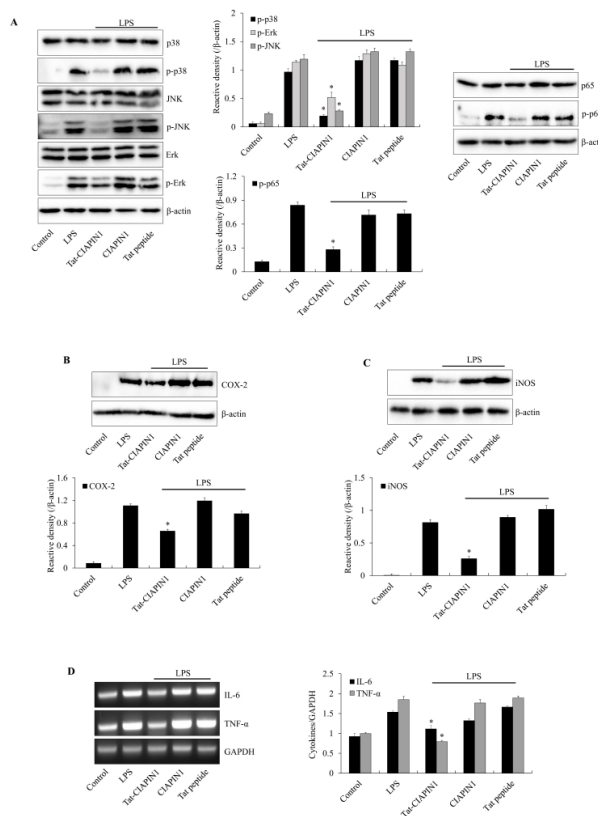 A
LPS
p38
p-p38
JNK
p-JNK
Erk
p-Erk
β-actin
Control
LPS
Tat-CIAPIN1
CIAPIN1
Tat peptide
Reactive density (/β-actin)
2
1.5
1
0.5
0
p-p38
p-Erk
p-JNK
LPS
*
*
*
Control
LPS
Tat-CIAPIN1
CIAPIN1
Tat peptide
Reactive density (/β-actin)
1.2
0.9
0.6
0.3
0
p-p65
LPS
*
Control
LPS
Tat-CIAPIN1
CIAPIN1
Tat peptide
LPS
p65
p-p6
β-act
Control
LPS
Tat-CIAPIN1
CIAPIN1
Tat peptide
B
LPS
COX-2
β-actin
Control
LPS
Tat-CIAPIN1
CIAPIN1
Tat peptide
Reactive density (/β-actin)
1.6
1.2
0.8
0.4
0
COX-2
LPS
*
Control
LPS
Tat-CIAPIN1
CIAPIN1
Tat peptide
C
LPS
iNOS
β-actin
Control
LPS
Tat-CIAPIN1
CIAPIN1
Tat peptide
Reactive density (/β-actin)
1.5
1
0.5
0
iNOS
LPS
*
Control
LPS
Tat-CIAPIN1
CIAPIN1
Tat peptide
D
LPS
IL-6
TNF-α
GAPDH
Control
LPS
Tat-CIAPIN1
CIAPIN1
Tat peptide
Cytokines/GAPDH
2.5
2
1.5
1
0.5
0
IL-6
TNF-α
LPS
*
*
Control
LPS
Tat-CIAPIN1
CIAPIN1
Tat peptide